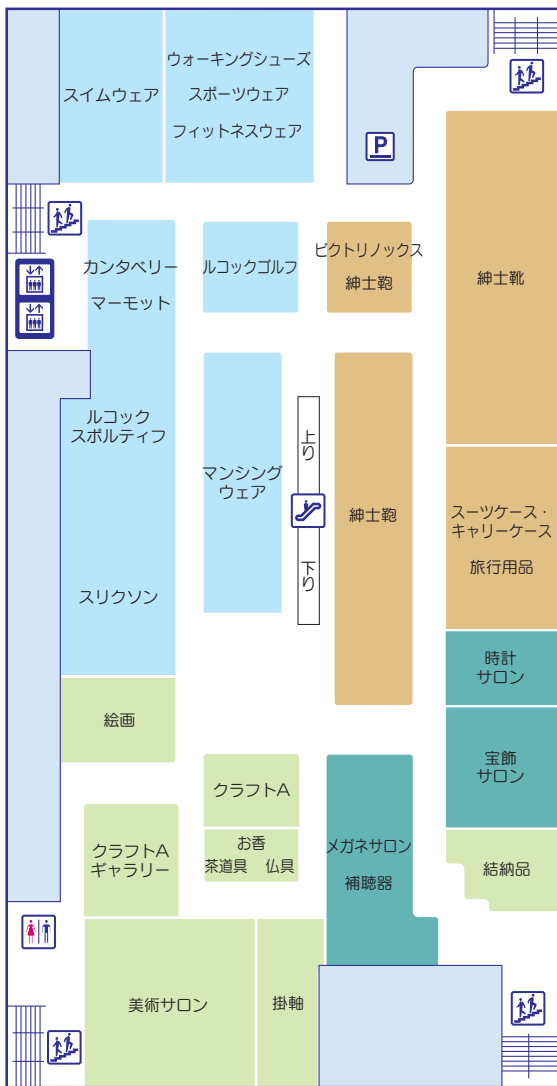 スイムウェア
ウォーキングシューズ
スポーツウェア
フィットネスウェア
P
カンタベリー
マーモット
ルコックゴルフ
ビクトリノックス
紳士鞄
紳士靴
ルコック
スポルティフ
マンシング
ウェア
上り
下り
紳士鞄
スーツケース・
キャリーケース
旅行用品
スリクソン
時計
サロン
絵画
宝飾
サロン
クラフトA
お香
茶道具 仏具
クラフトA
ギャラリー
メガネサロン
補聴器
結納品
美術サロン
掛軸